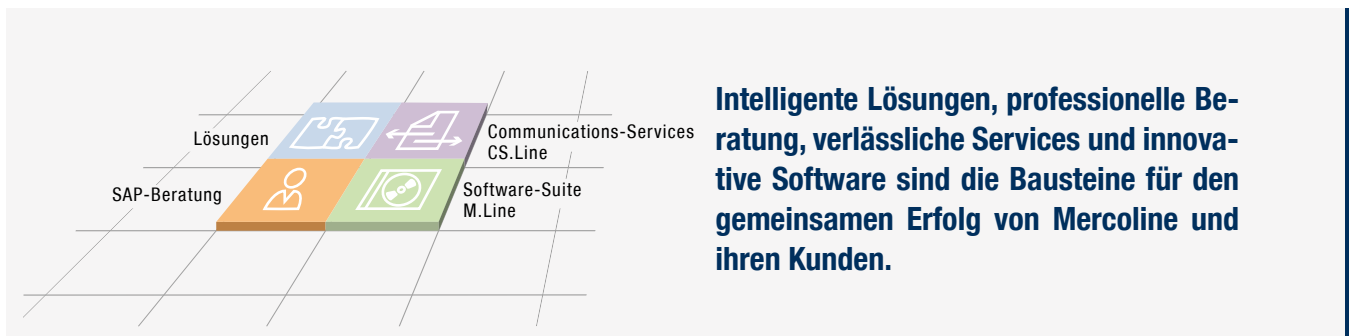 Lösungen
Communications-Services
CS.Line
SAP-Beratung
Software-Suite
M.Line
Intelligente Lösungen, professionelle Be-
ratung, verlässliche Services und innova-
tive Software sind die Bausteine für den
gemeinsamen Erfolg von Mercoline und
ihren Kunden.